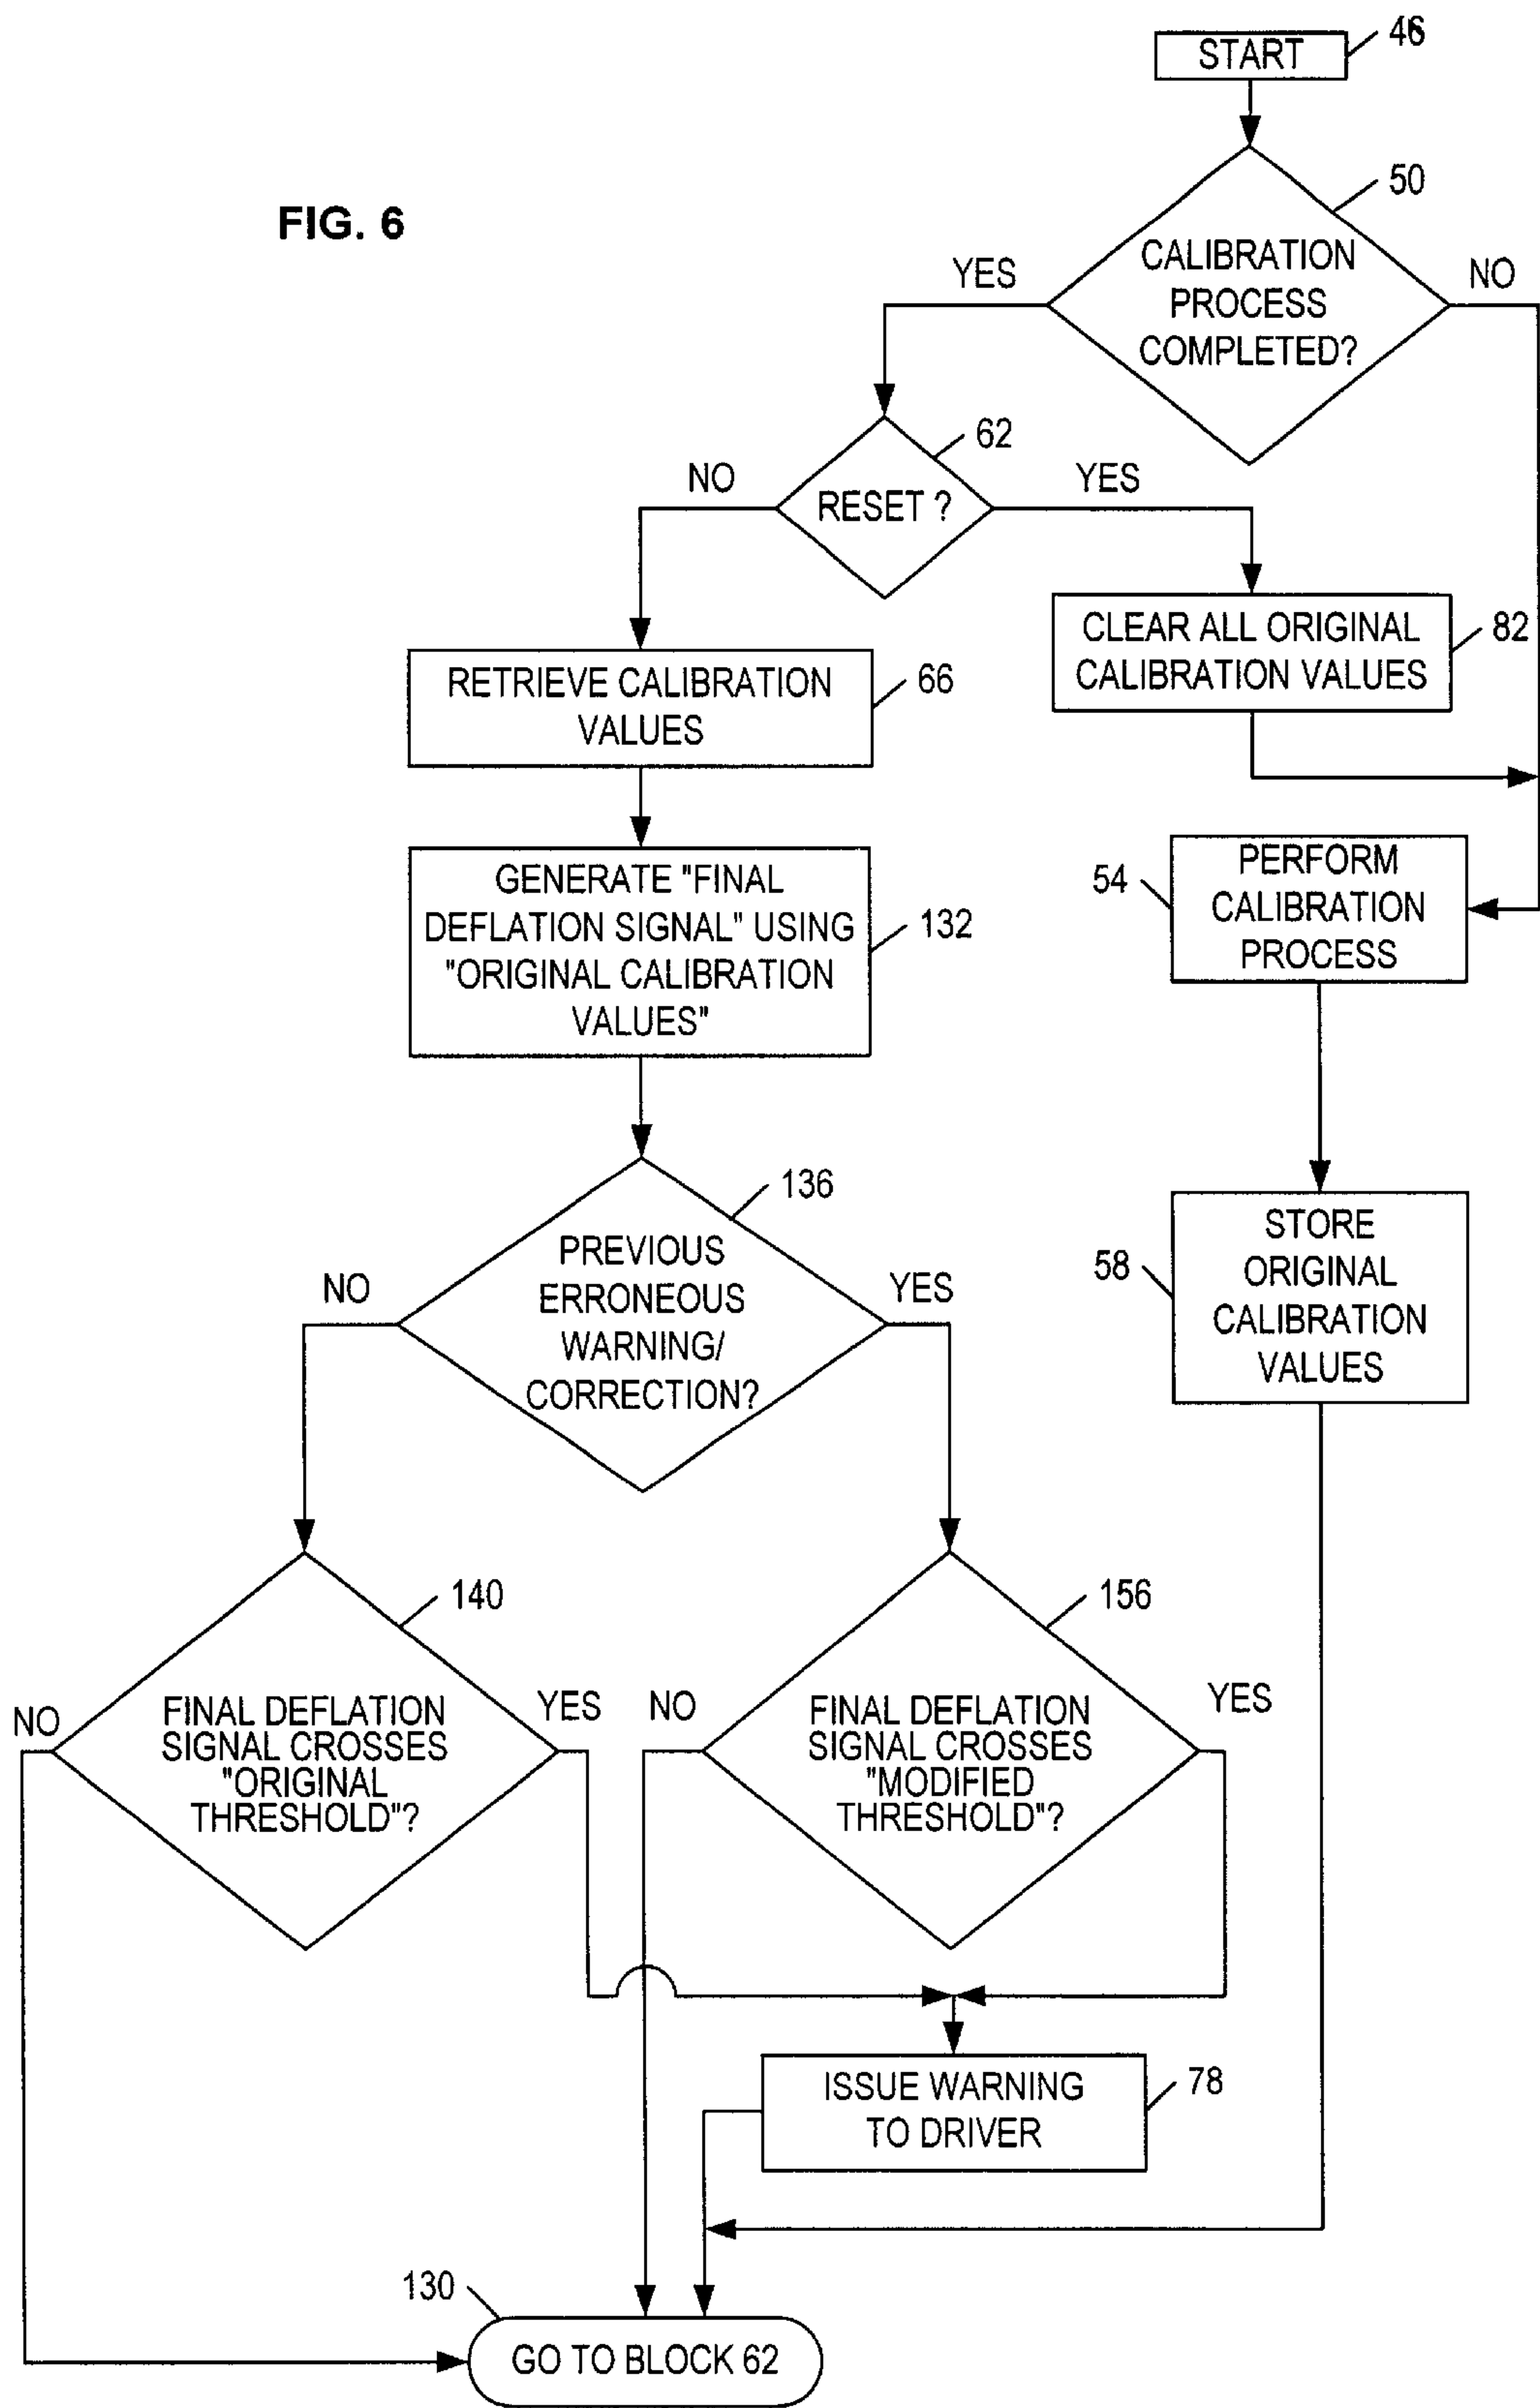 46
START
FIG. 6
50
CALIBRATION
PROCESS
COMPLETED?
YES
NO
62
RESET ?
NO
YES
CLEAR ALL ORIGINAL
CALIBRATION VALUES
82
RETRIEVE CALIBRATION
VALUES
66
GENERATE "FINAL
DEFLATION SIGNAL" USING
"ORIGINAL CALIBRATION
VALUES"
132
54
PERFORM
CALIBRATION
PROCESS
136
PREVIOUS
ERRONEOUS
WARNING/
CORRECTION?
NO
YES
58
STORE
ORIGINAL
CALIBRATION
VALUES
140
NO
FINAL DEFLATION
SIGNAL CROSSES
"ORIGINAL
THRESHOLD"?
YES
156
NO
FINAL DEFLATION
SIGNAL CROSSES
"MODIFIED
THRESHOLD"?
YES
ISSUE WARNING
TO DRIVER
78
130
GO TO BLOCK 62